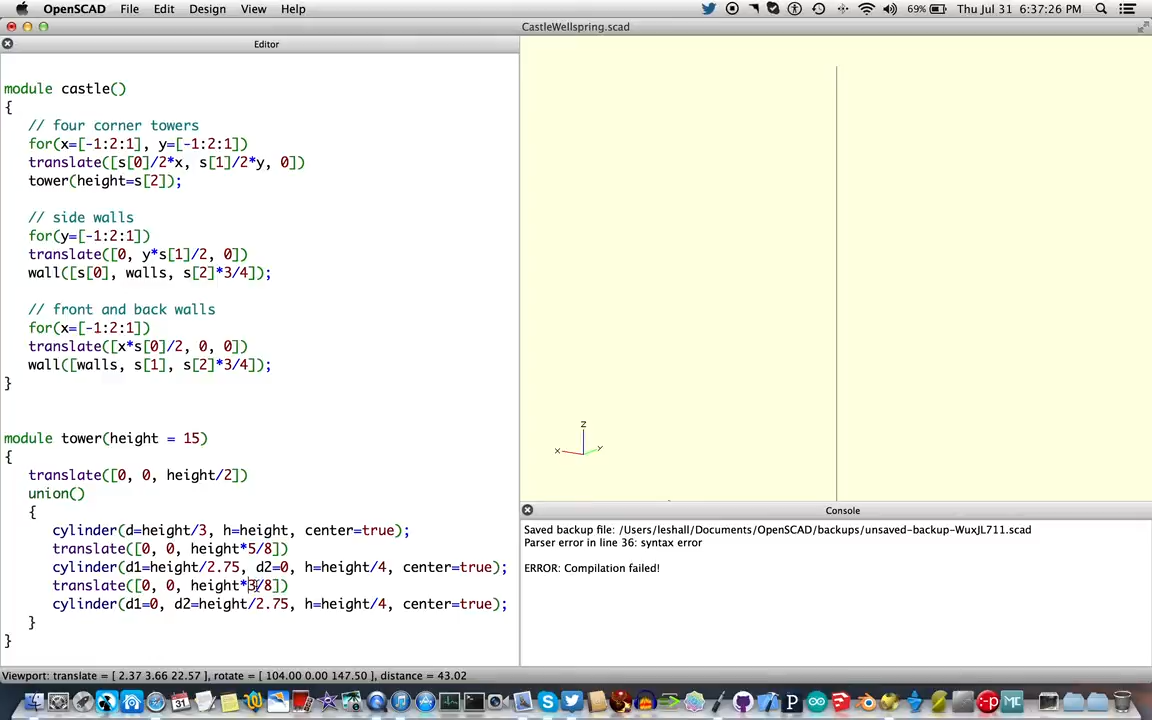 OpenSCAD File Edit Design View Help 69% Thu Jul 31 6:37:26 PM
CastleWellspring.scad
Editor
module castle()
{
// four corner towers
for(x=[-1:2:1], y=[-1:2:1])
translate([s[0]/2*x, s[1]/2*y, 0])
tower(height=s[2]);
// side walls
for(y=[-1:2:1])
translate([0, y*s[1]/2, 0])
wall([s[0], walls, s[2]*3/4]);
// front and back walls
for(x=[-1:2:1])
translate([x*s[0]/2, 0, 0])
wall([walls, s[1], s[2]*3/4]);
}
module tower(height = 15)
{
translate([0, 0, height/2])
union()
{
cylinder(d=height/3, h=height, center=true);
translate([0, 0, height*5/8])
cylinder(d1=height/2.75, d2=0, h=height/4, center=true);
translate([0, 0, height*3/8])
cylinder(d1=0, d2=height/2.75, h=height/4, center=true);
}
}
Z
X
Y
Console
Saved backup file: /Users/leshall/Documents/OpenSCAD/backups/unsaved-backup-WuxJL711.scad
Parser error in line 36: syntax error
ERROR: Compilation failed!
Viewport: translate = [ 2.37 3.66 22.57 ], rotate = [ 104.00 0.00 147.50 ], distance = 43.02